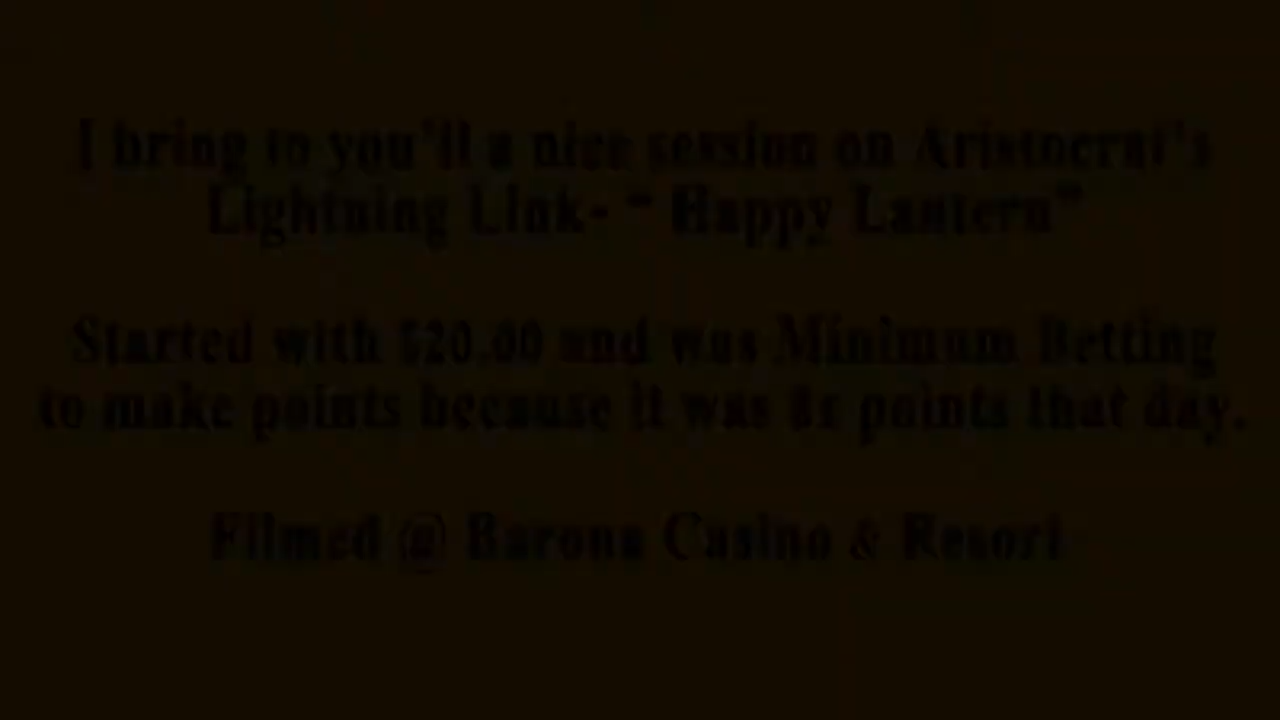 I bring to you'll a nice session on Aristocrat's
Lightning Link- " Happy Lantern"
Started with $20.00 and was Minimum Betting
to make points because it was 8x points that day.
Filmed @ Barona Casino & Resort